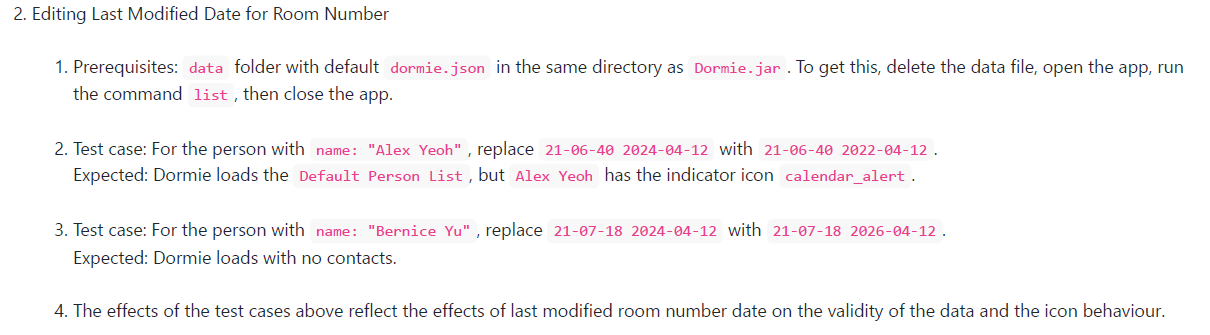 2. Editing Last Modified Date for Room Number
1. Prerequisites: data folder with default dormie.json in the same directory as Dormie.jar. To get this, delete the data file, open the app, run
the command list, then close the app.
2. Test case: For the person with name: "Alex Yeoh", replace 21-06-40 2024-04-12 with 21-06-40 2022-04-12.
Expected: Dormie loads the Default Person List, but Alex Yeoh has the indicator icon calendar_alert.
3. Test case: For the person with name: "Bernice Yu", replace 21-07-18 2024-04-12 with 21-07-18 2026-04-12.
Expected: Dormie loads with no contacts.
4. The effects of the test cases above reflect the effects of last modified room number date on the validity of the data and the icon behaviour.